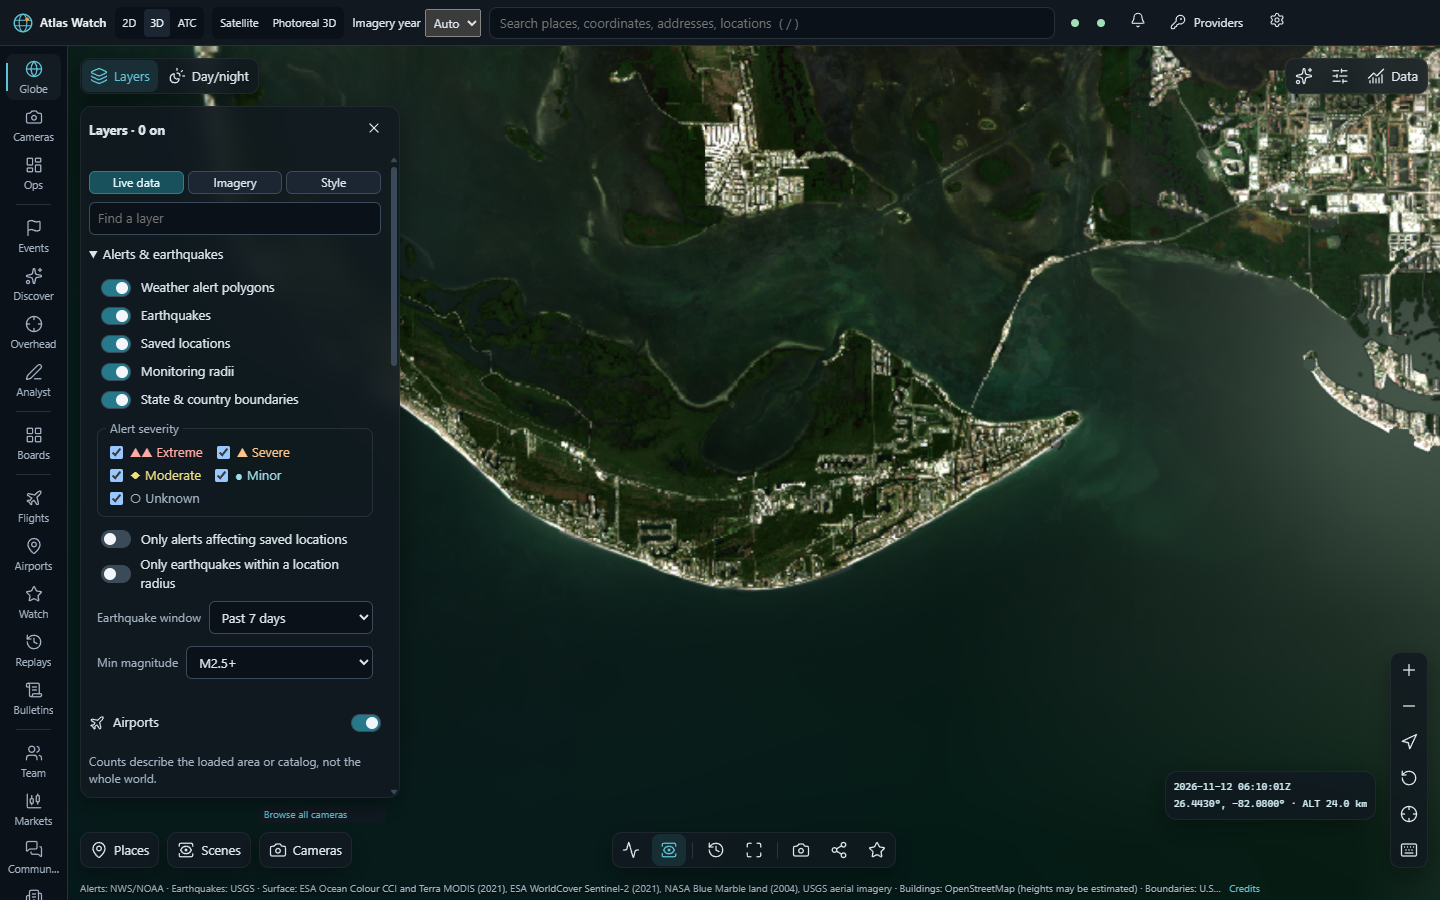 Atlas Watch
2D
3D
ATC
Satellite
Photoreal 3D
Imagery year
Auto
Search places, coordinates, addresses, locations ( / )
Providers
Globe
Cameras
Ops
Events
Discover
Overhead
Analyst
Boards
Flights
Airports
Watch
Replays
Bulletins
Team
Markets
Commun...
Layers
Day/night
Data
Layers · 0 on
Live data
Imagery
Style
Find a layer
Alerts & earthquakes
Weather alert polygons
Earthquakes
Saved locations
Monitoring radii
State & country boundaries
Alert severity
Extreme
Severe
Moderate
Minor
Unknown
Only alerts affecting saved locations
Only earthquakes within a location
radius
Earthquake window
Past 7 days
Min magnitude
M2.5+
Airports
Counts describe the loaded area or catalog, not the
whole world.
Browse all cameras
Places
Scenes
Cameras
2026-11-12 06:10:01Z
26.4430°, -82.0800° · ALT 24.0 km
Alerts: NWS/NOAA · Earthquakes: USGS · Surface: ESA Ocean Colour CCI and Terra MODIS (2021), ESA WorldCover Sentinel-2 (2021), NASA Blue Marble land (2004), USGS aerial imagery · Buildings: OpenStreetMap (heights may be estimated) · Boundaries: U.S...
Credits